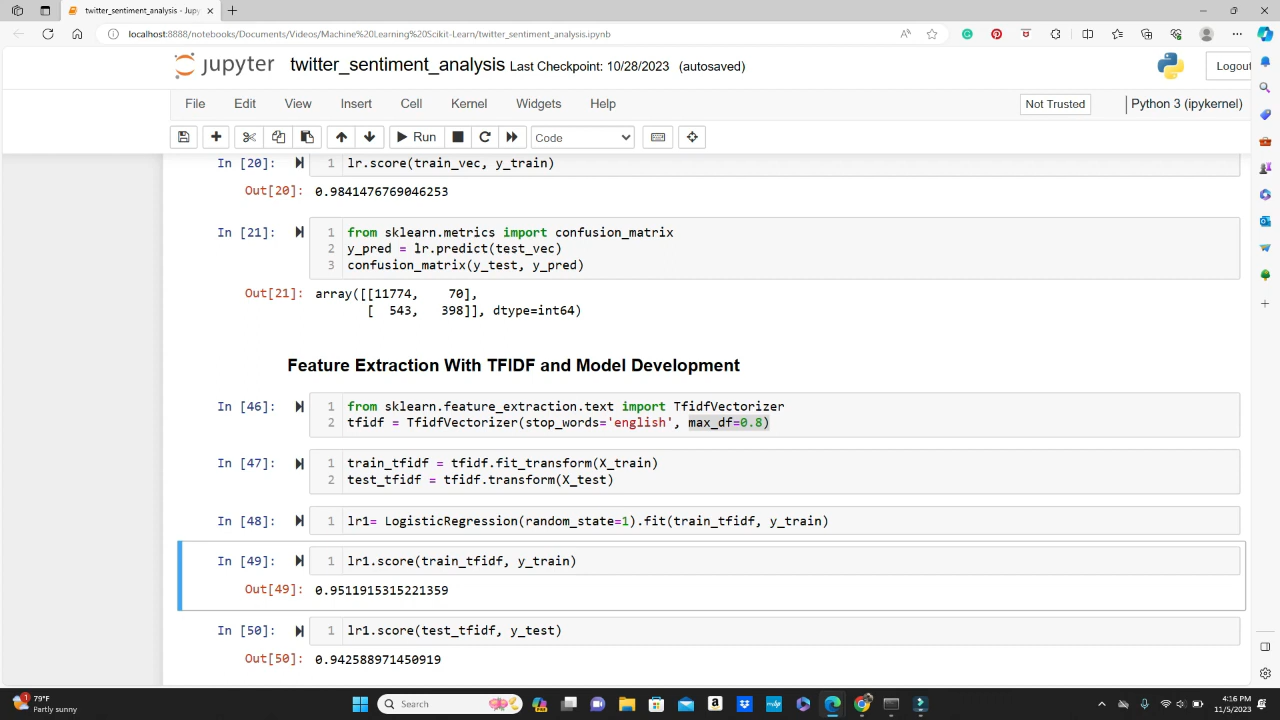 twitter_sentiment_analysis - Jupy
localhost:8888/notebooks/Documents/Videos/Machine%20Learning%20Scikit-Learn/twitter_sentiment_analysis.ipynb
jupyter twitter_sentiment_analysis Last Checkpoint: 10/28/2023 (autosaved)
Logout
File Edit View Insert Cell Kernel Widgets Help
Not Trusted
Python 3 (ipykernel)
Run
Code
In [20]: 1 lr.score(train_vec, y_train)
Out[20]: 0.9841476769046253
In [21]: 1 from sklearn.metrics import confusion_matrix
2 y_pred = lr.predict(test_vec)
3 confusion_matrix(y_test, y_pred)
Out[21]: array([[11774, 70],
[ 543, 398]], dtype=int64)
Feature Extraction With TFIDF and Model Development
In [46]: 1 from sklearn.feature_extraction.text import TfidfVectorizer
2 tfidf = TfidfVectorizer(stop_words='english', max_df=0.8)
In [47]: 1 train_tfidf = tfidf.fit_transform(X_train)
2 test_tfidf = tfidf.transform(X_test)
In [48]: 1 lr1= LogisticRegression(random_state=1).fit(train_tfidf, y_train)
In [49]: 1 lr1.score(train_tfidf, y_train)
Out[49]: 0.9511915315221359
In [50]: 1 lr1.score(test_tfidf, y_test)
Out[50]: 0.942588971450919
1
79°F
Partly sunny
Search
4:16 PM
11/5/2023